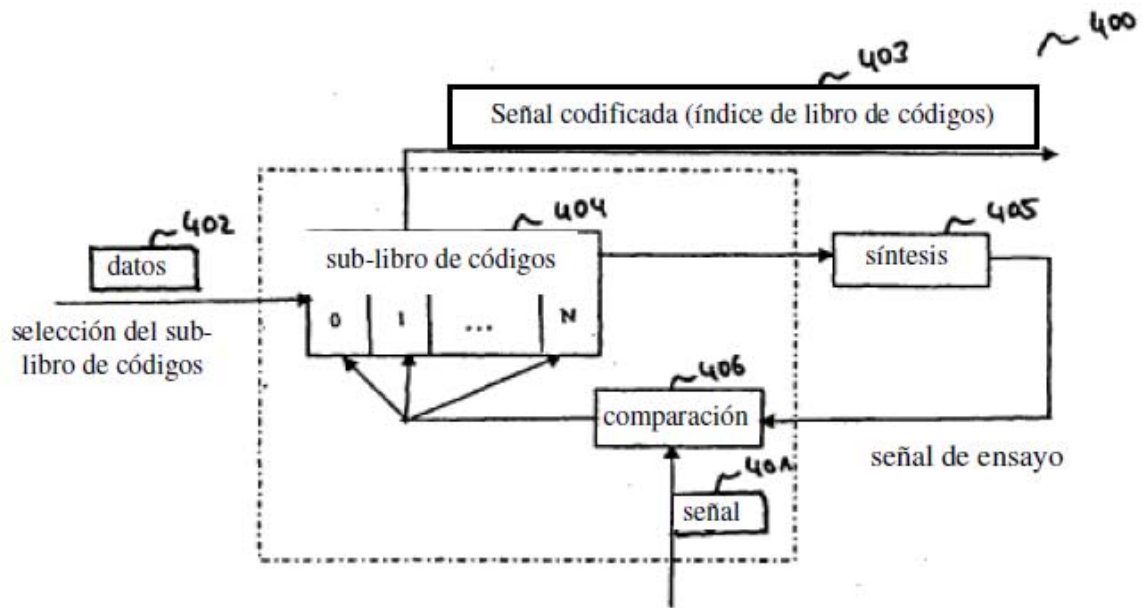 400
403
Señal codificada (índice de libro de códigos)
402
datos
404
sub-libro de códigos
0 1 ... N
405
síntesis
selección del sub-
libro de códigos
406
comparación
señal de ensayo
401
señal